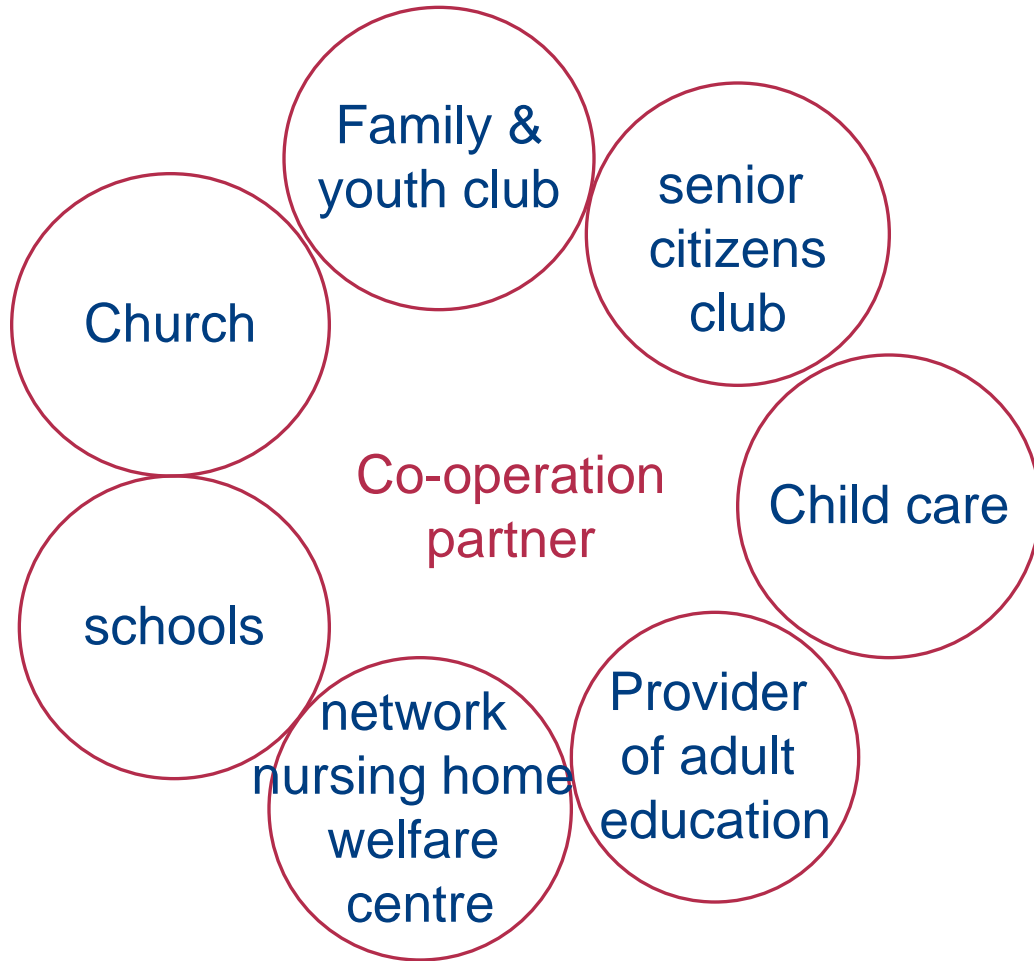 Family &
youth club
senior
citizens
club
Church
Co-operation
partner
Child care
schools
network
nursing home
welfare
centre
Provider
of adult
education